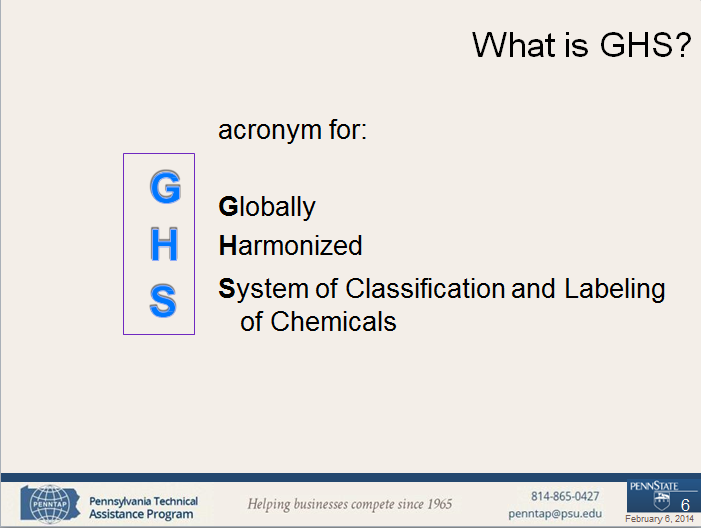 What is GHS?
acronym for:
G
H
S
Globally
Harmonized
System of Classification and Labeling
of Chemicals
PENNTAP
Pennsylvania Technical
Assistance Program
Helping businesses compete since 1965
814-865-0427
penntap@psu.edu
PENNSTATE
6
February 6, 2014